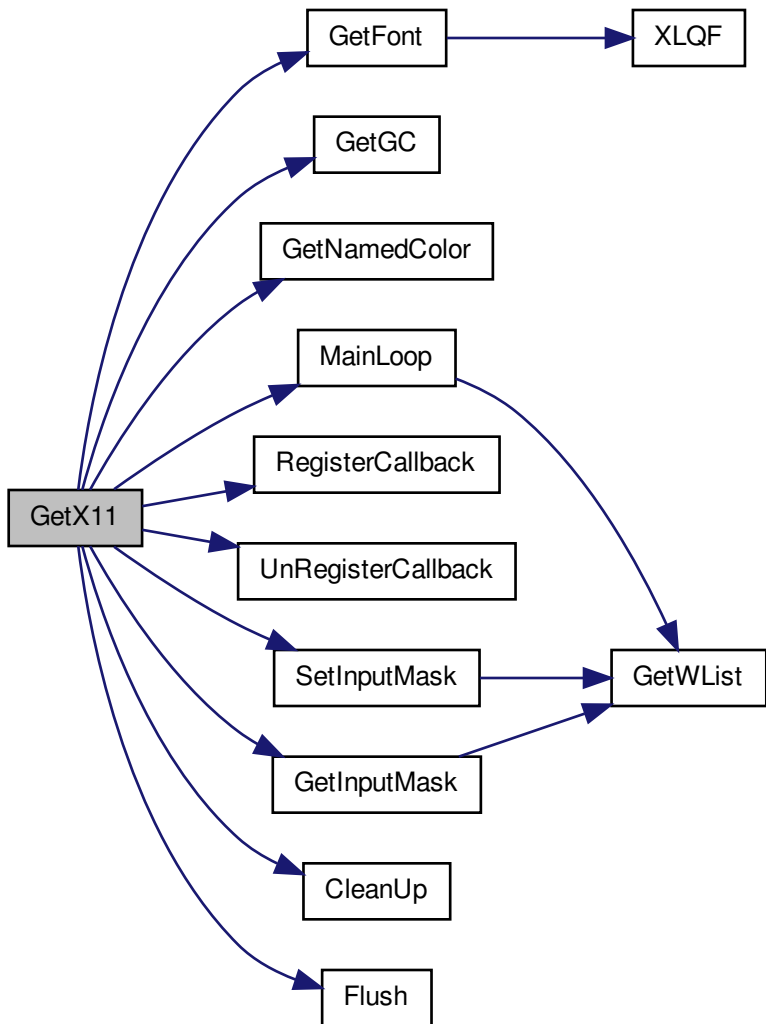 GetFont
XLQF
GetGC
GetNamedColor
MainLoop
RegisterCallback
GetX11
UnRegisterCallback
SetInputMask
GetWList
GetInputMask
CleanUp
Flush